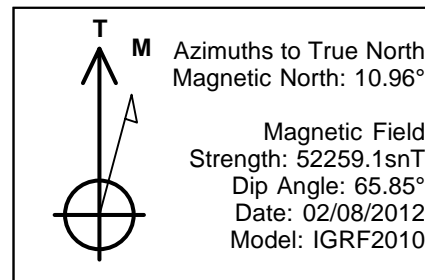 T
M
Azimuths to True North
Magnetic North: 10.96°
Magnetic Field
Strength: 52259.1snT
Dip Angle: 65.85°
Date: 02/08/2012
Model: IGRF2010